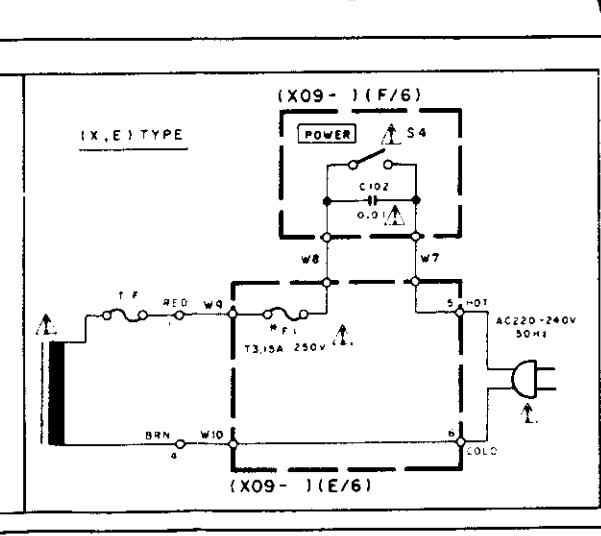 (X09- )(F/6)
(X,E) TYPE
POWER
S4
C102
0.01
W8
W7
T.F
RED
1
W9
*F1
T3.15A 250V
5
HOT
AC220-240V
50Hz
BRN
4
W10
6
COLD
(X09- )(E/6)